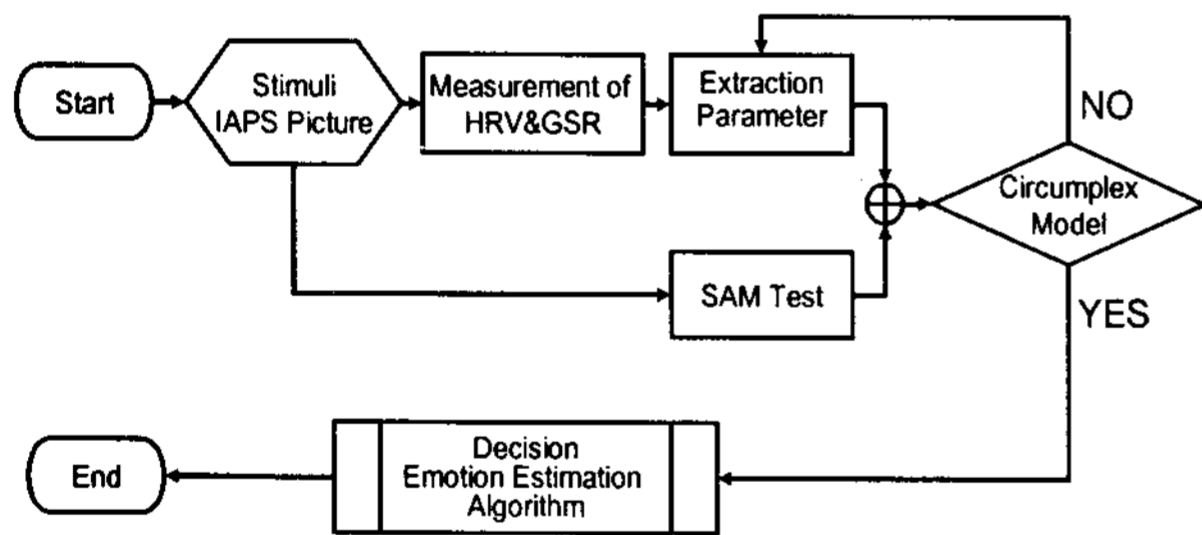 Start
Stimuli
IAPS Picture
Measurement of
HRV&GSR
Extraction
Parameter
NO
Circumplex
Model
SAM Test
YES
Decision
Emotion Estimation
Algorithm
End